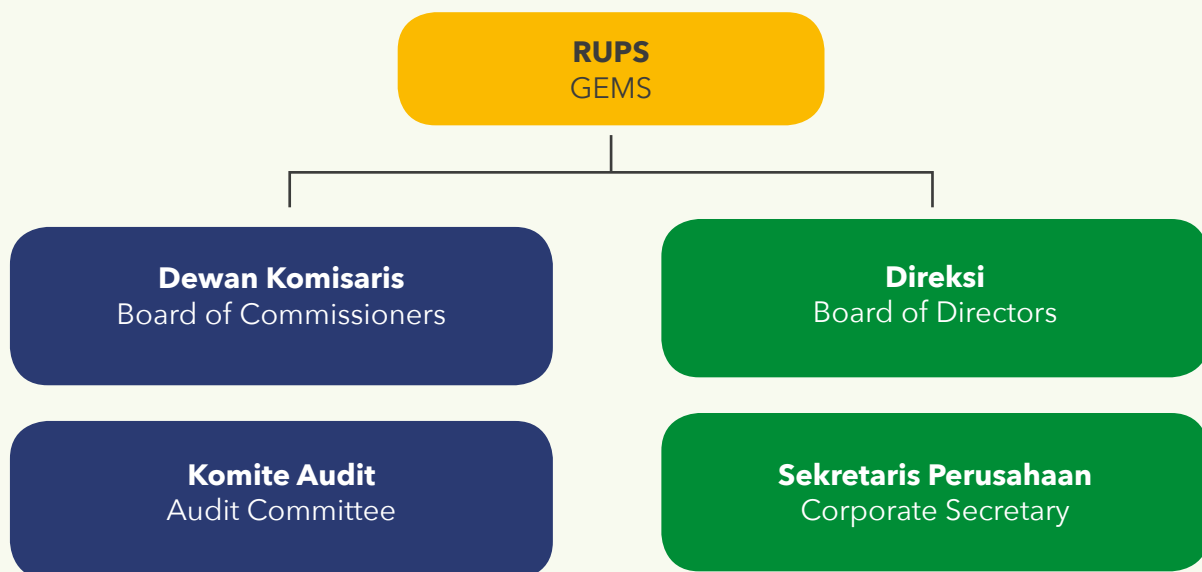 RUPS
GEMS
Dewan Komisaris
Board of Commissioners
Direksi
Board of Directors
Komite Audit
Audit Committee
Sekretaris Perusahaan
Corporate Secretary